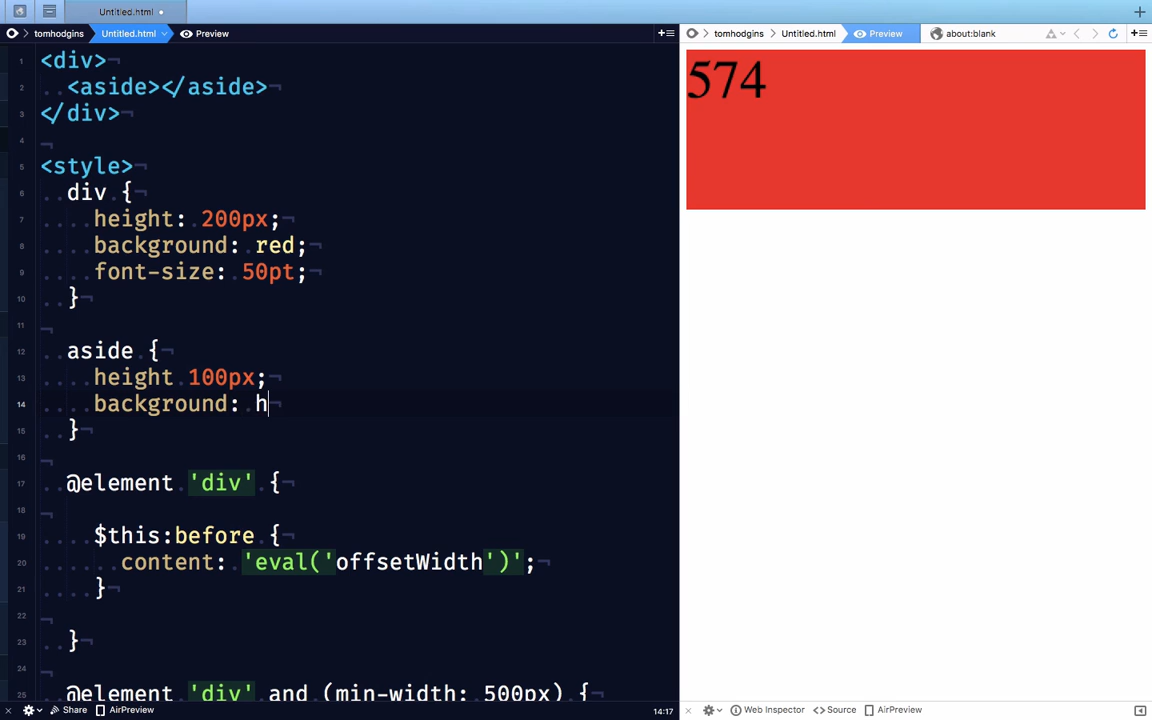 Untitled.html
tomhodgins Untitled.html Preview
tomhodgins Untitled.html Preview about:blank
1 <div>
2 <aside></aside>
3 </div>
4
5 <style>
6 div {
7 height: 200px;
8 background: red;
9 font-size: 50pt;
10 }
11
12 aside {
13 height 100px;
14 background: h
15 }
16
17 @element 'div' {
18
19 $this:before {
20 content: 'eval('offsetWidth')';
21 }
22
23 }
24
25 @element 'div' and (min-width: 500px) {
574
Share AirPreview 14:17
Web Inspector Source AirPreview